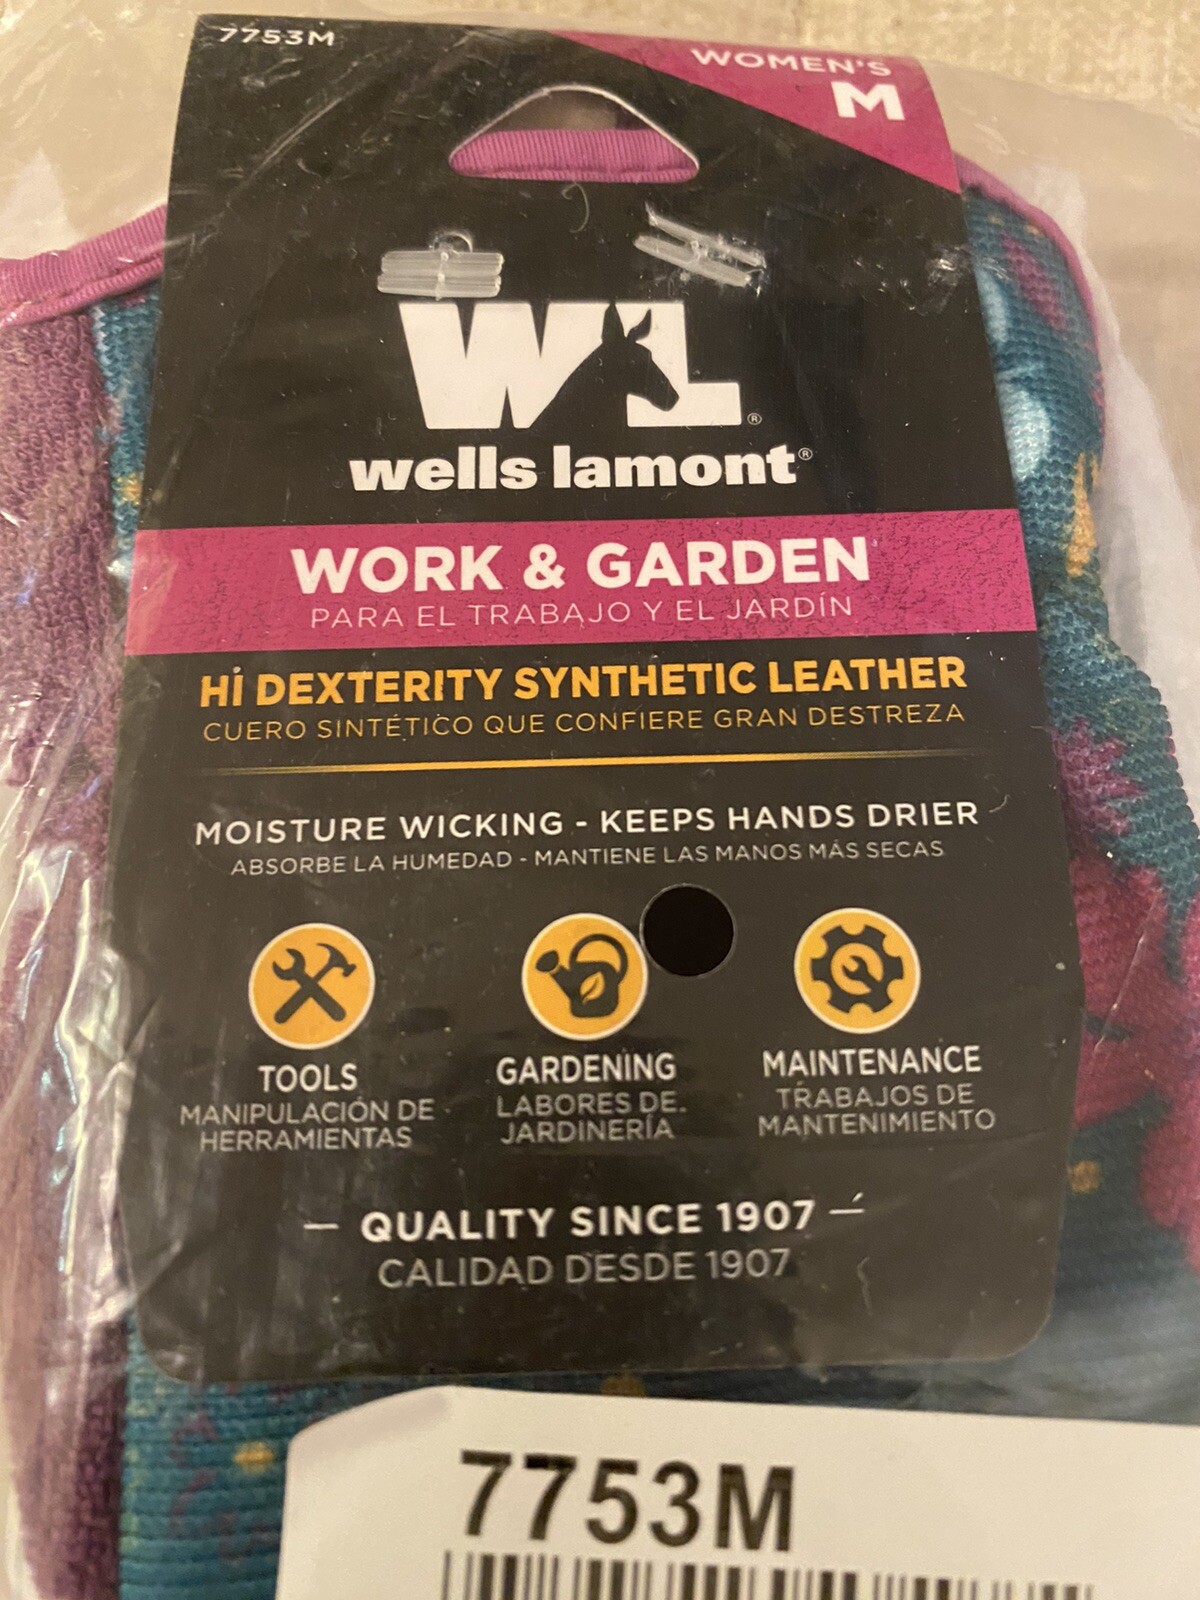 7753M
WOMEN'S
M
WL®
wells lamont®
WORK & GARDEN
PARA EL TRABAJO Y EL JARDÍN
HI DEXTERITY SYNTHETIC LEATHER
CUERO SINTÉTICO QUE CONFIERE GRAN DESTREZA
MOISTURE WICKING - KEEPS HANDS DRIER
ABSORBE LA HUMEDAD - MANTIENE LAS MANOS MÁS SECAS
TOOLS
MANIPULACIÓN DE
HERRAMIENTAS
GARDENING
LABORES DE
JARDINERÍA
MAINTENANCE
TRABAJOS DE
MANTENIMIENTO
— QUALITY SINCE 1907 —
CALIDAD DESDE 1907
7753M